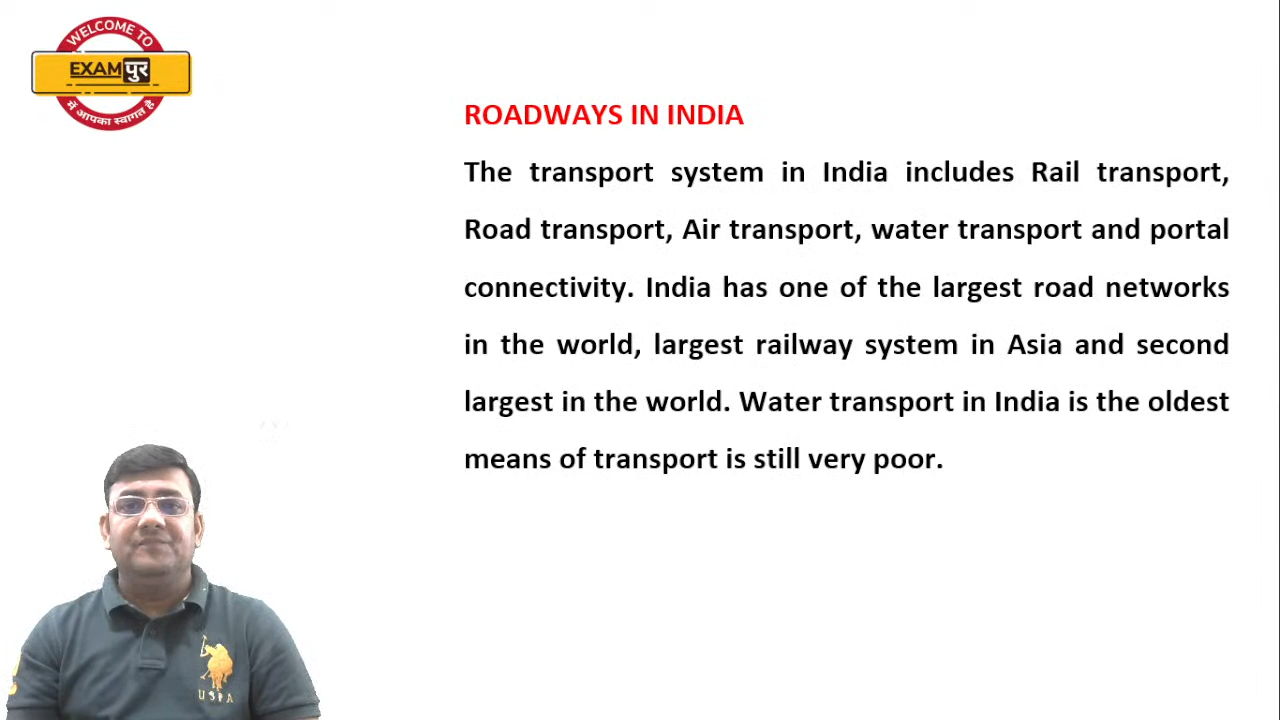 WELCOME TO
EXAMपुर
में आपका स्वागत है
ROADWAYS IN INDIA
The transport system in India includes Rail transport,
Road transport, Air transport, water transport and portal
connectivity. India has one of the largest road networks
in the world, largest railway system in Asia and second
largest in the world. Water transport in India is the oldest
means of transport is still very poor.
USPA